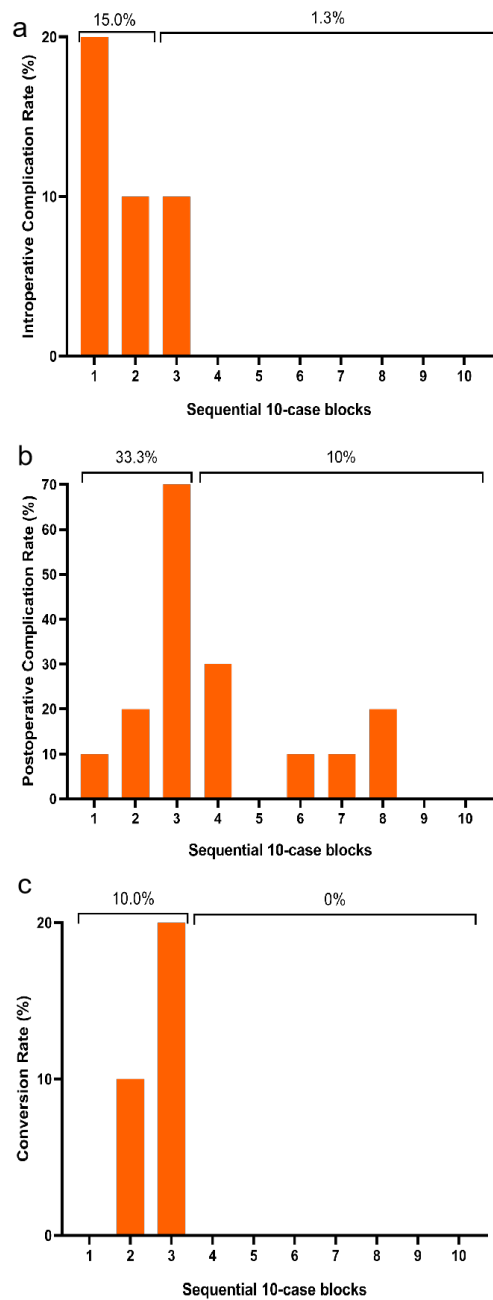 a
15.0%
1.3%
Introperative Complication Rate (%)
20
10
0
1 2 3 4 5 6 7 8 9 10
Sequential 10-case blocks
b
33.3%
10%
Postoperative Complication Rate (%)
70
60
50
40
30
20
10
0
1 2 3 4 5 6 7 8 9 10
Sequential 10-case blocks
c
10.0%
0%
Conversion Rate (%)
20
10
0
1 2 3 4 5 6 7 8 9 10
Sequential 10-case blocks